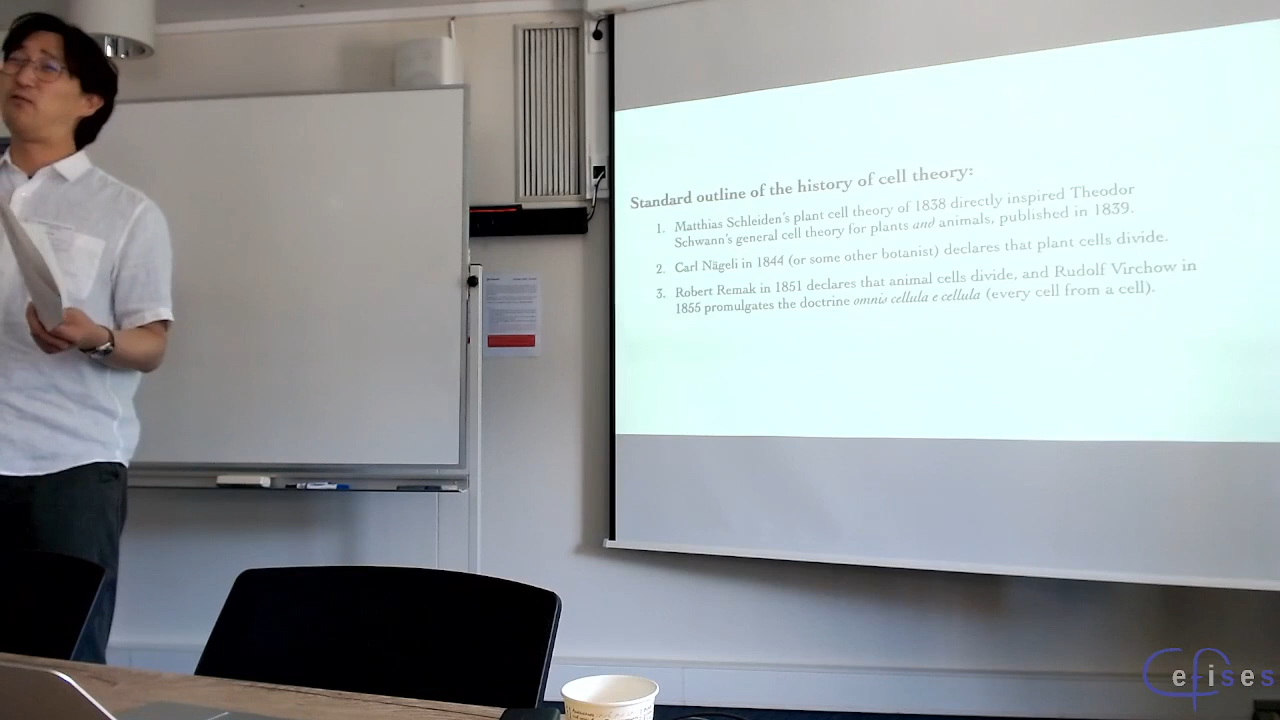 Standard outline of the history of cell theory:
1. Matthias Schleiden's plant cell theory of 1838 directly inspired Theodor
Schwann's general cell theory for plants and animals, published in 1839.
2. Carl Nägeli in 1844 (or some other botanist) declares that plant cells divide.
3. Robert Remak in 1851 declares that animal cells divide, and Rudolf Virchow in
1855 promulgates the doctrine omnis cellula e cellula (every cell from a cell).
Cefises